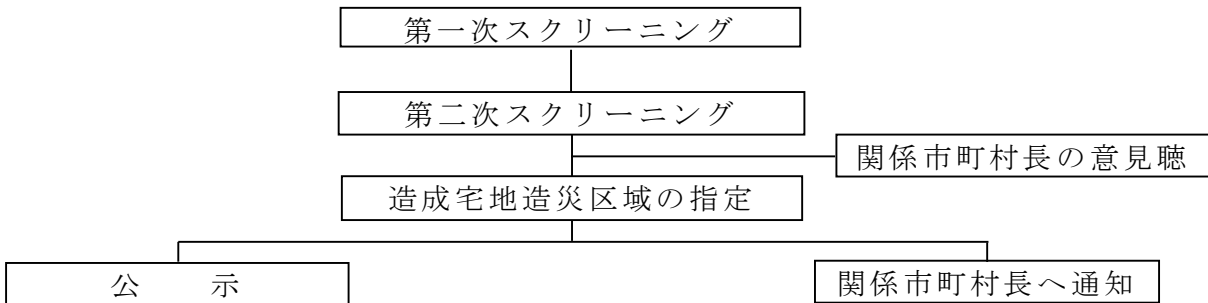 第一次スクリーニング
第二次スクリーニング
関係市町村長の意見聴
造成宅地造災区域の指定
公　示
関係市町村長へ通知